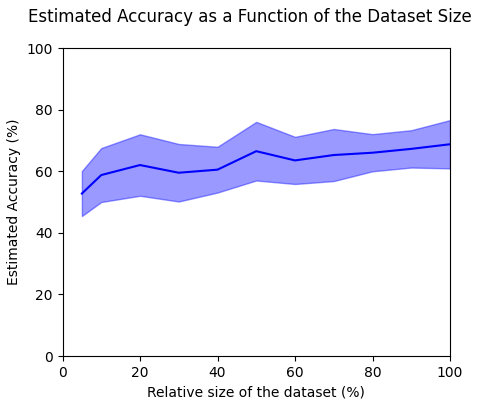 Estimated Accuracy as a Function of the Dataset Size
100
80
60
40
20
0
Estimated Accuracy (%)
0 20 40 60 80 100
Relative size of the dataset (%)